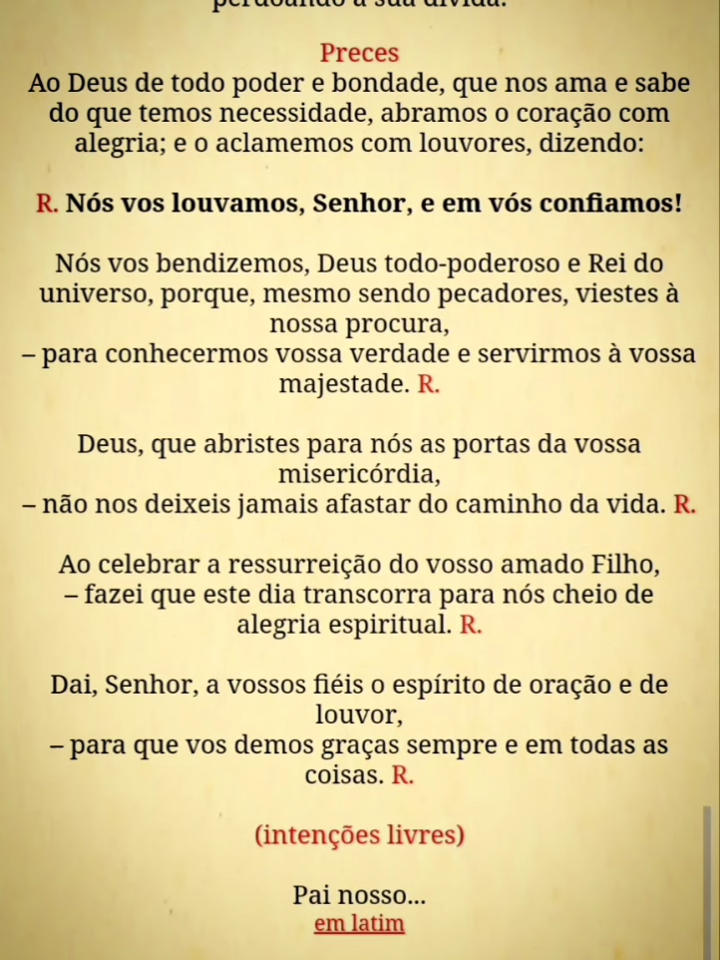 perdoando a sua dívida.
Preces
Ao Deus de todo poder e bondade, que nos ama e sabe
do que temos necessidade, abramos o coração com
alegria; e o aclamemos com louvores, dizendo:
R. Nós vos louvamos, Senhor, e em vós confiamos!
Nós vos bendizemos, Deus todo-poderoso e Rei do
universo, porque, mesmo sendo pecadores, viestes à
nossa procura,
– para conhecermos vossa verdade e servirmos à vossa
majestade. R.
Deus, que abristes para nós as portas da vossa
misericórdia,
– não nos deixeis jamais afastar do caminho da vida. R.
Ao celebrar a ressurreição do vosso amado Filho,
– fazei que este dia transcorra para nós cheio de
alegria espiritual. R.
Dai, Senhor, a vossos fiéis o espírito de oração e de
louvor,
– para que vos demos graças sempre e em todas as
coisas. R.
(intenções livres)
Pai nosso...
em latim